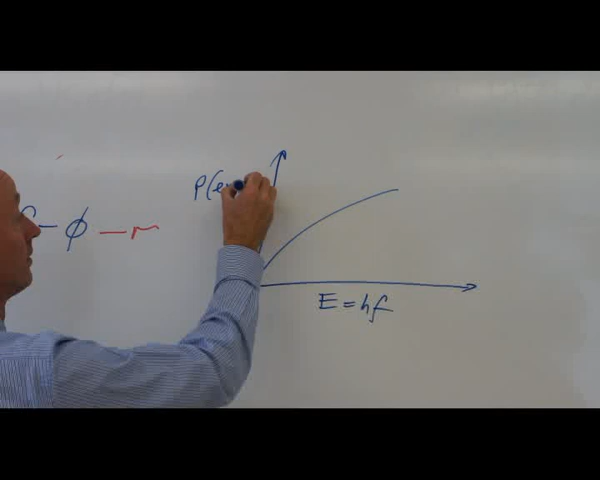 P(e
- ϕ - r
E = hf